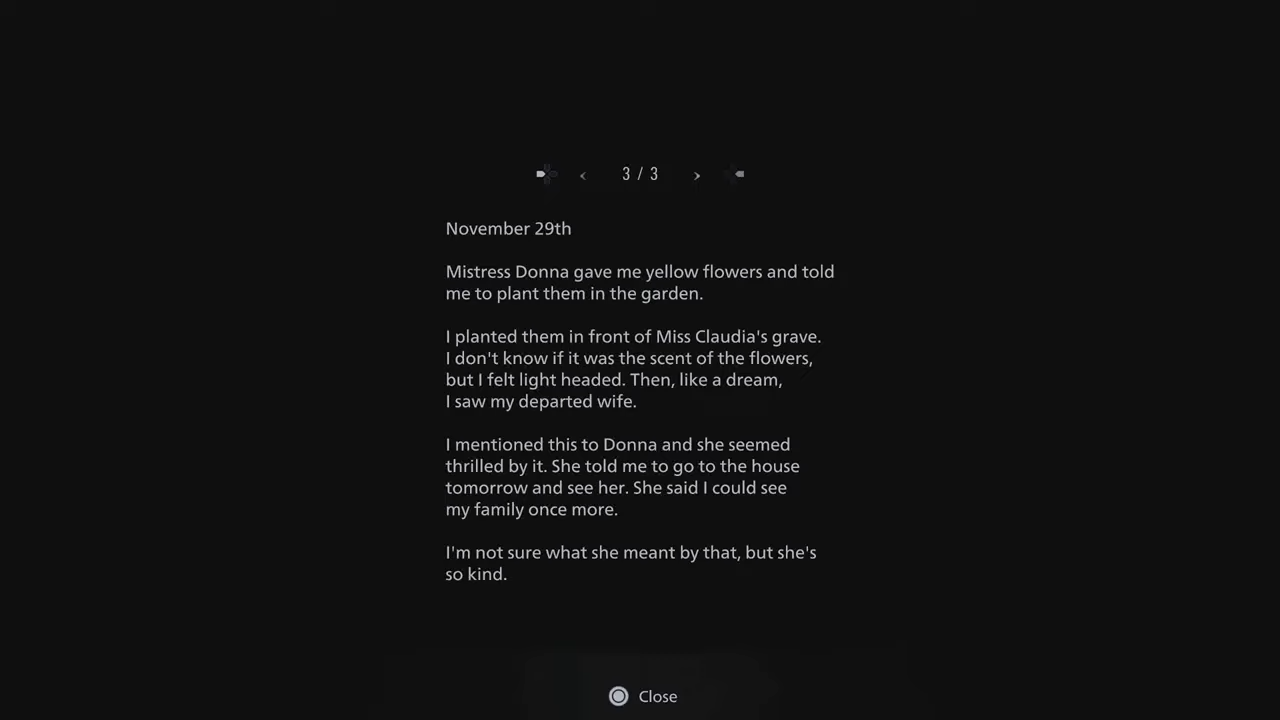 3 / 3
November 29th
Mistress Donna gave me yellow flowers and told
me to plant them in the garden.
I planted them in front of Miss Claudia's grave.
I don't know if it was the scent of the flowers,
but I felt light headed. Then, like a dream,
I saw my departed wife.
I mentioned this to Donna and she seemed
thrilled by it. She told me to go to the house
tomorrow and see her. She said I could see
my family once more.
I'm not sure what she meant by that, but she's
so kind.
Close